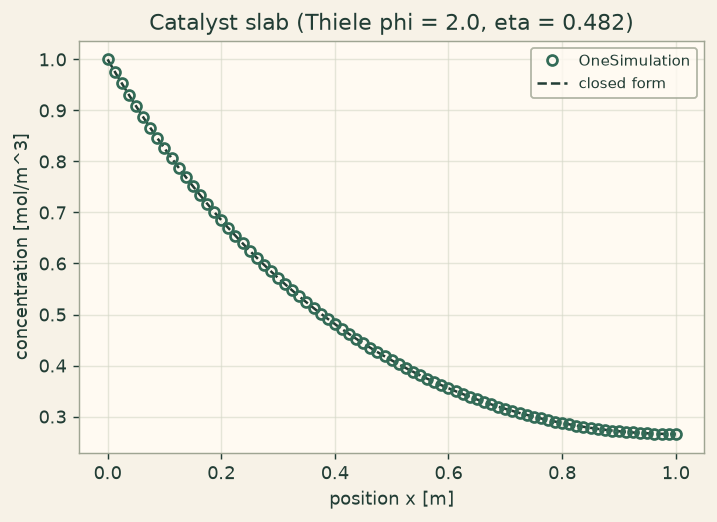 Catalyst slab (Thiele phi = 2.0, eta = 0.482)
OneSimulation
closed form
concentration [mol/m^3]
1.0
0.9
0.8
0.7
0.6
0.5
0.4
0.3
0.0 0.2 0.4 0.6 0.8 1.0
position x [m]